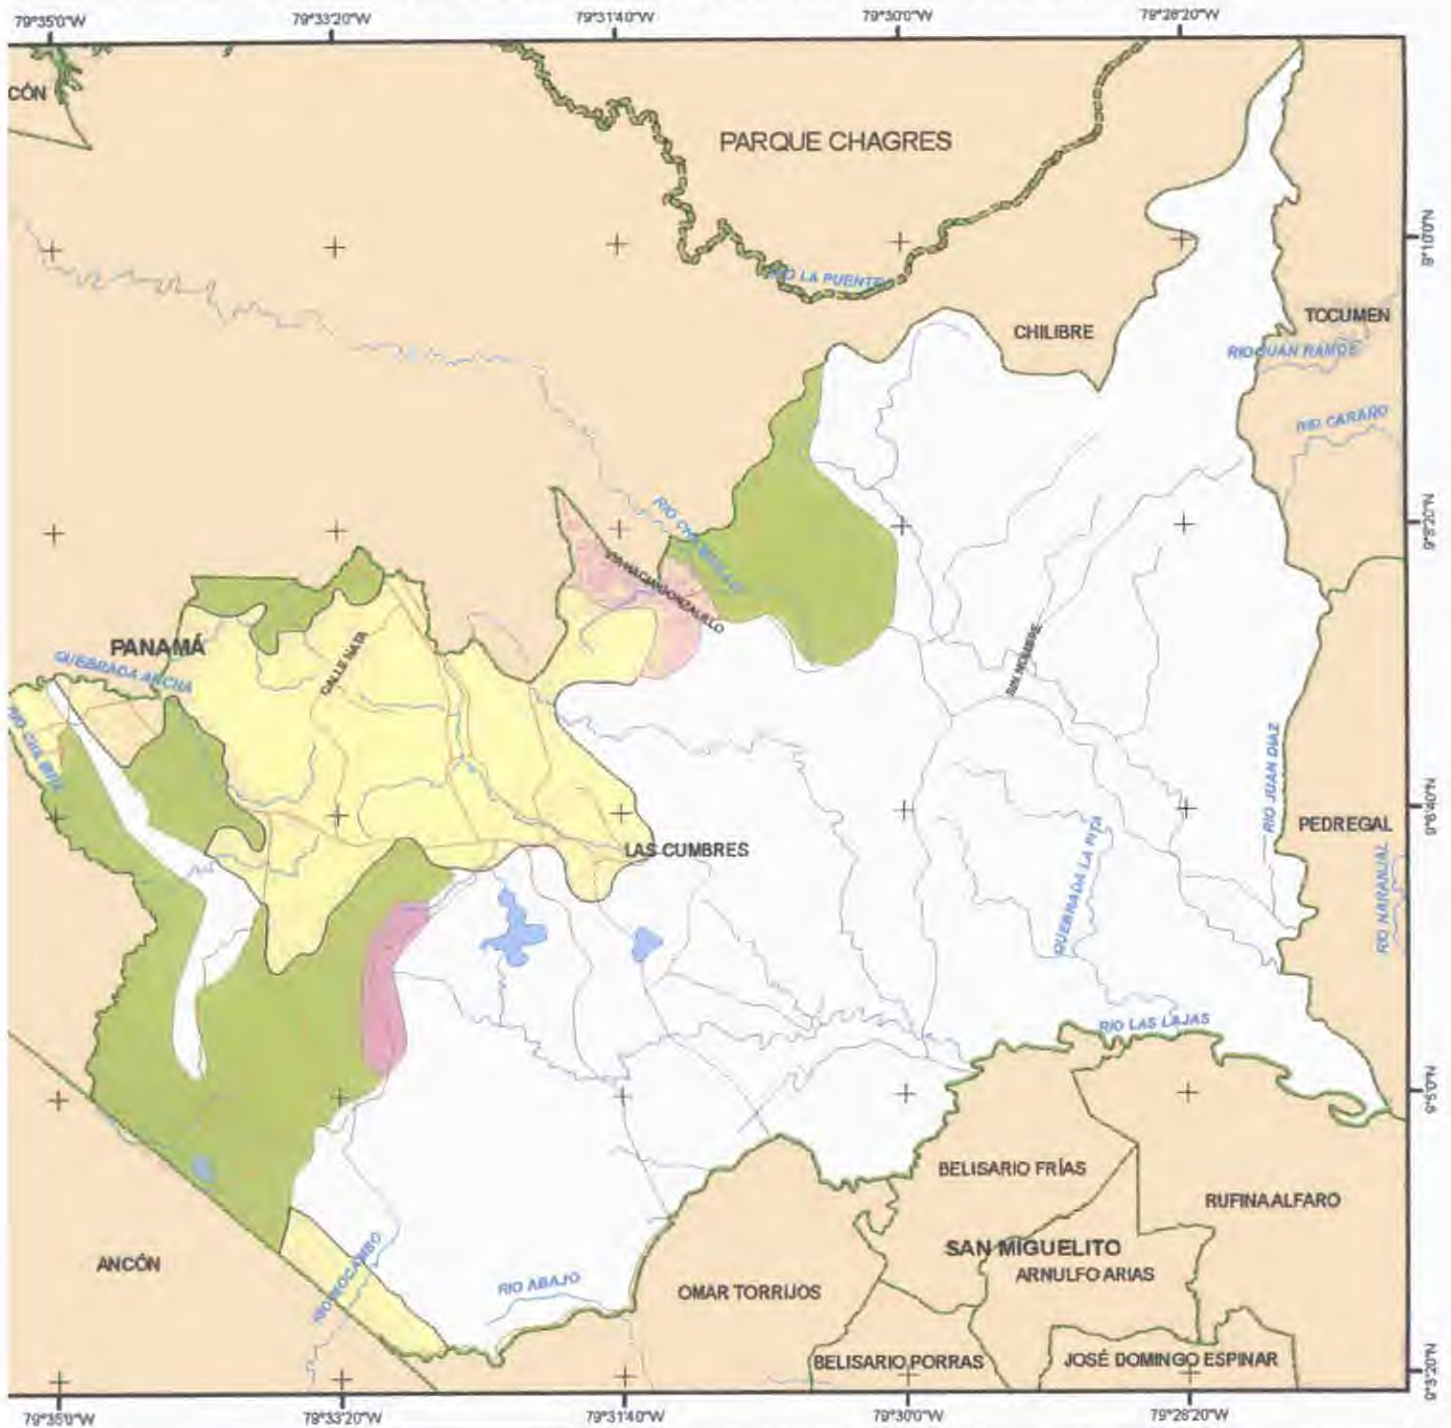 79°35'0"W 79°33'20"W 79°31'40"W 79°30'0"W 79°28'20"W
CÓN
PARQUE CHAGRES
9°10'0"N
RIO LA PUENTE
CHILIBRE
TOCUMEN
RIO JUAN RAMOS
RIO CARAÑO
9°8'20"N
PANAMÁ
QUEBRADA ANCHA
CALLE NATA
SIN NOMBRE
RIO JUAN DIAZ
9°6'40"N
PEDREGAL
LAS CUMBRES
QUEBRADA LA PITA
RIO NARANJAL
RIO LAS LAJAS
9°5'0"N
BELISARIO FRÍAS
RUFINA ALFARO
ANCÓN
SAN MIGUELITO
ARNULFO ARIAS
RIO MOCAMBO
RIO ABAJO
OMAR TORRIJOS
BELISARIO PORRAS
JOSÉ DOMINGO ESPINAR
9°3'20"N
79°35'0"W 79°33'20"W 79°31'40"W 79°30'0"W 79°28'20"W